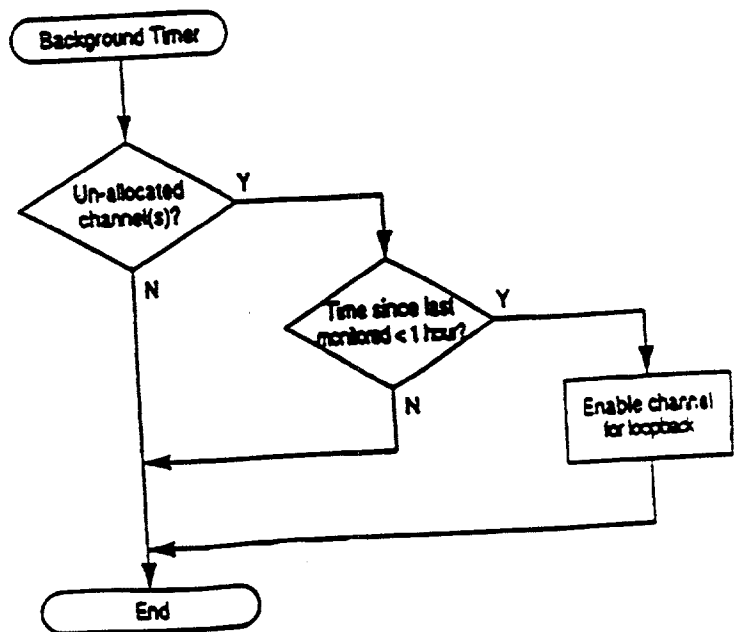 Background Timer
Un-allocated
channel(s)?
Y
N
Time since last
monitored < 1 hour?
Y
N
Enable channel
for loopback
End